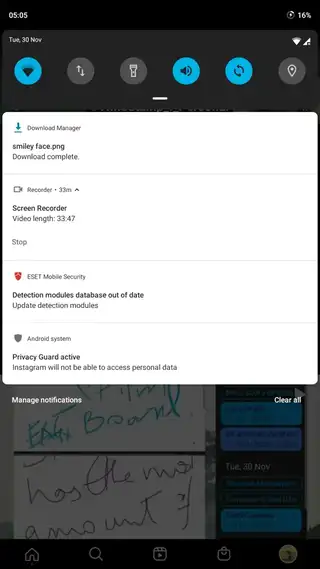 05:05 16%
Tue, 30 Nov
Download Manager
smiley face.png
Download complete.
Recorder • 33m
Screen Recorder
Video length: 33:47
Stop
ESET Mobile Security
Detection modules database out of date
Update detection modules
Android system
Privacy Guard active
Instagram will not be able to access personal data
Manage notifications Clear all
Board
Tue, 30 Nov
has the
amount